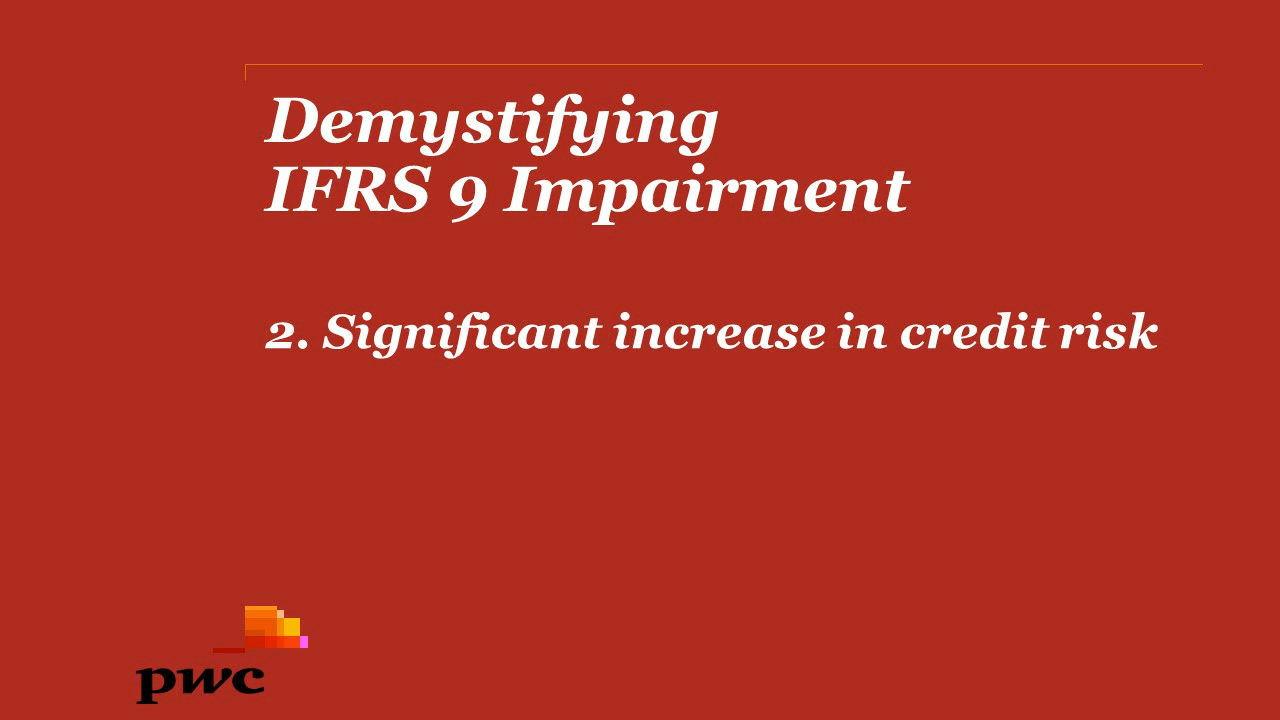 Demystifying
IFRS 9 Impairment
2. Significant increase in credit risk
pwc